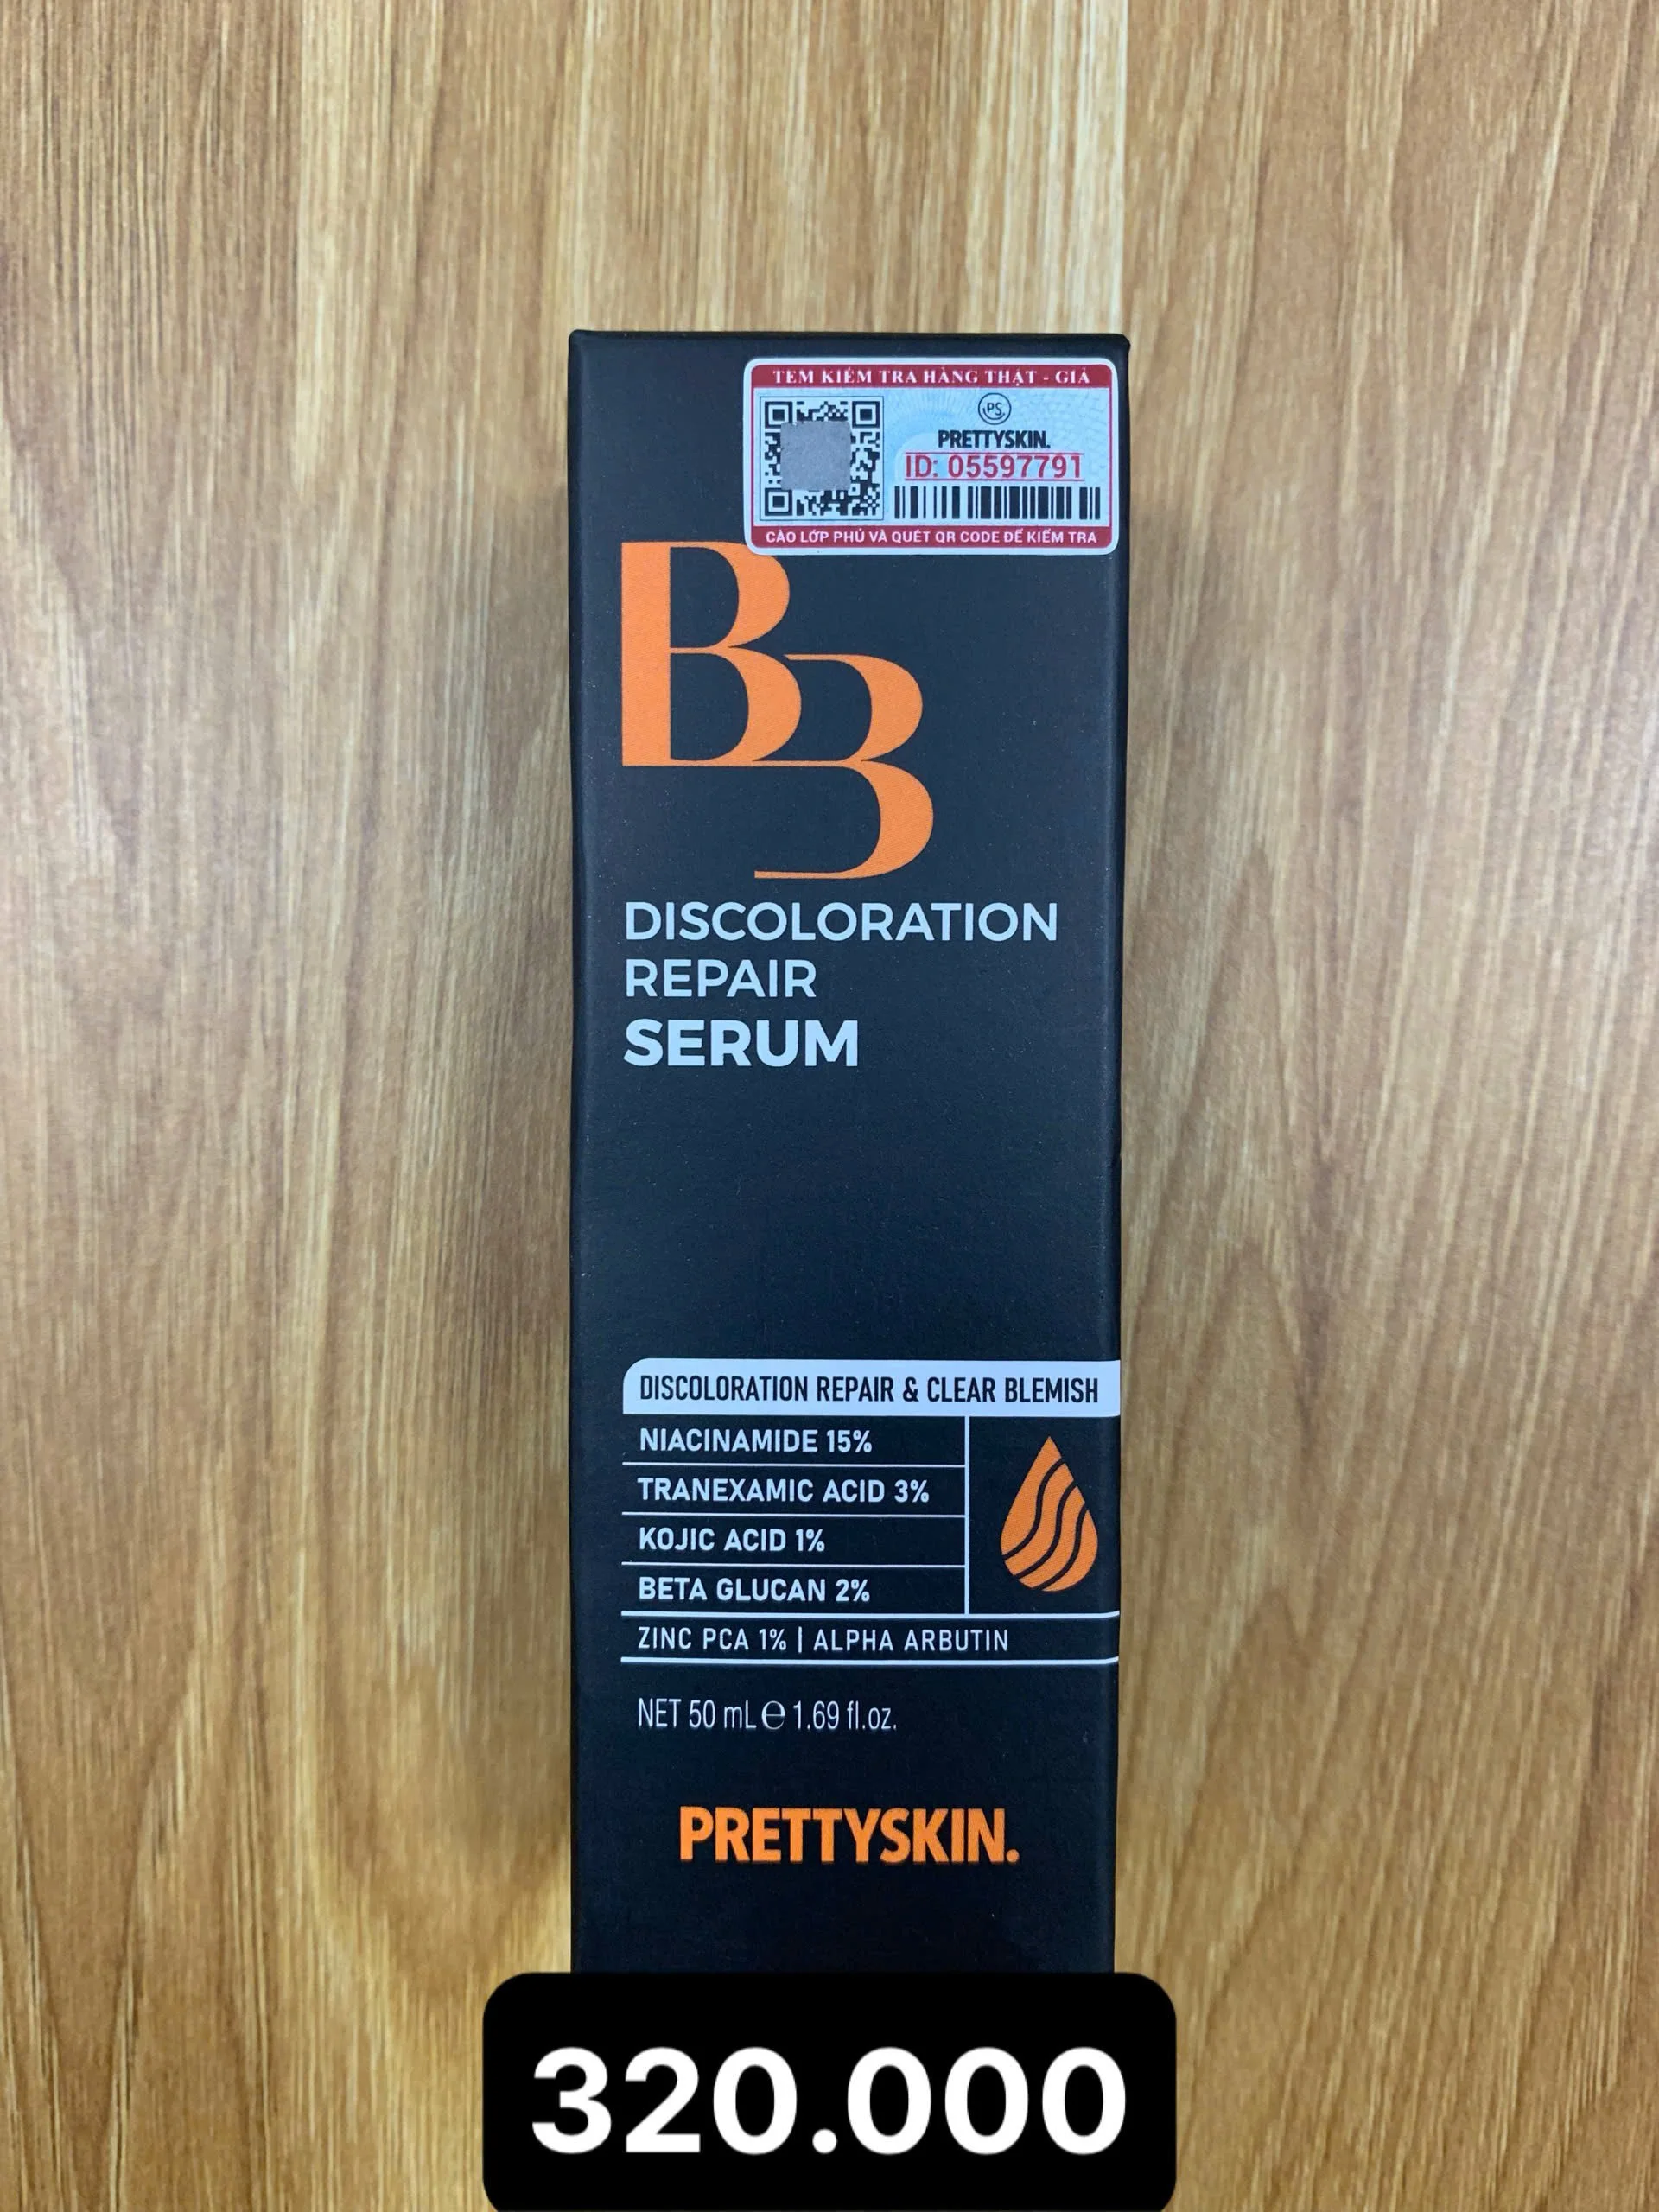 TEM KIỂM TRA HÀNG THẬT - GIẢ
PS
PRETTYSKIN.
ID: 05597791
CÀO LỚP PHỦ VÀ QUÉT QR CODE ĐỂ KIỂM TRA
B3
DISCOLORATION
REPAIR
SERUM
DISCOLORATION REPAIR & CLEAR BLEMISH
NIACINAMIDE 15%
TRANEXAMIC ACID 3%
KOJIC ACID 1%
BETA GLUCAN 2%
ZINC PCA 1% | ALPHA ARBUTIN
NET 50 mL ℮ 1.69 fl.oz.
PRETTYSKIN.
320.000